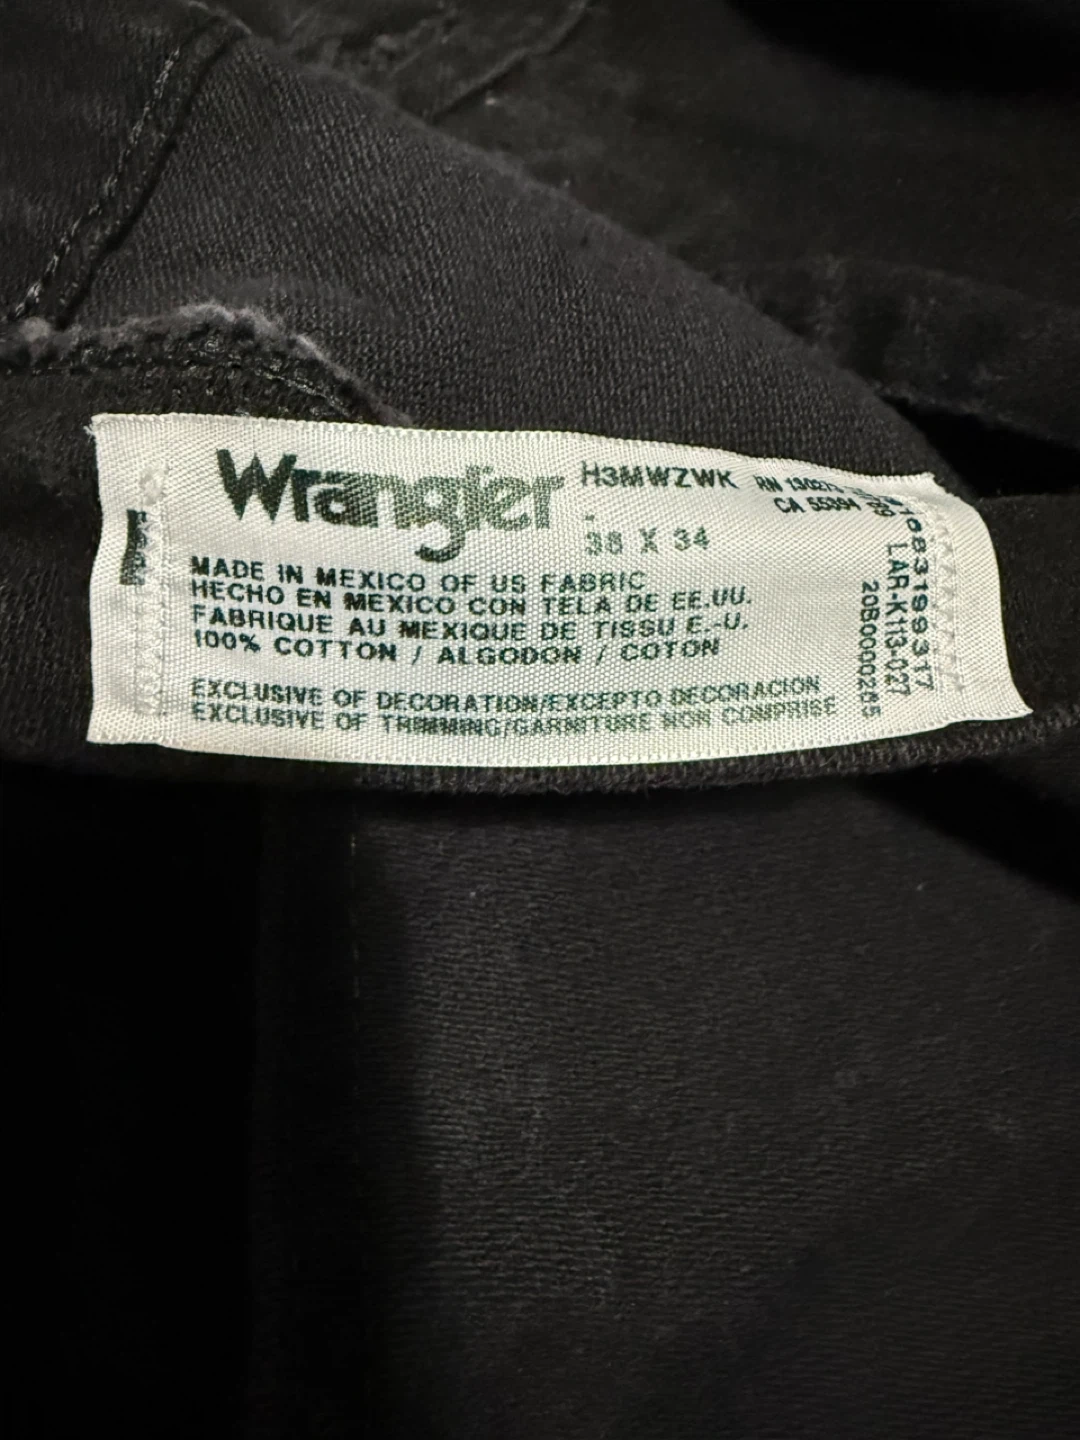 Wrangler
H3MWZWK
38 X 34
CA 55394
MADE IN MEXICO OF US FABRIC
HECHO EN MEXICO CON TELA DE EE.UU.
FABRIQUE AU MEXIQUE DE TISSU E.-U.
100% COTTON / ALGODON / COTON
EXCLUSIVE OF DECORATION/EXCEPTO DECORACION
EXCLUSIVE OF TRIMMING/GARNITURE NON COMPRISE
LAR-K113-027